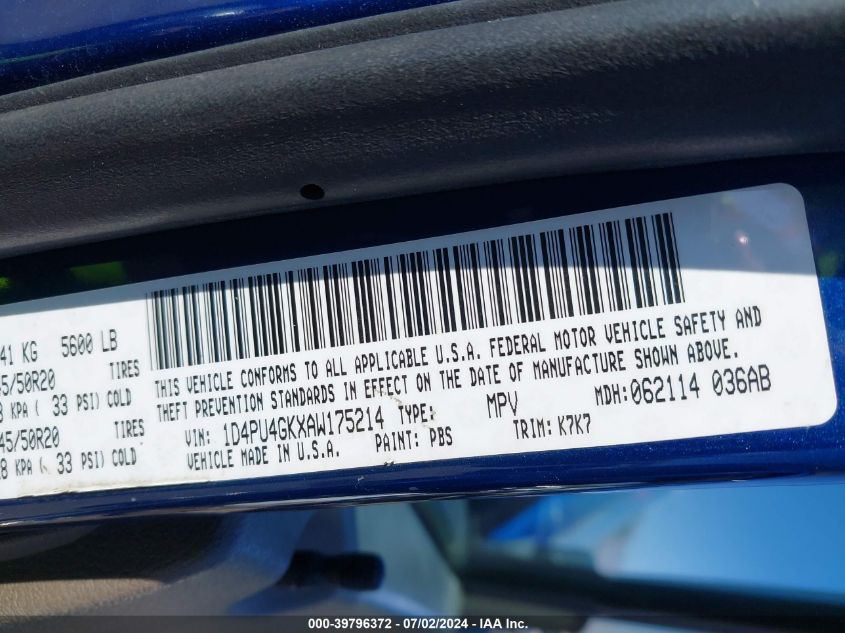 41 KG 5600 LB
45/50R20 TIRES
8 KPA ( 33 PSI) COLD
45/50R20 TIRES
8 KPA ( 33 PSI) COLD
THIS VEHICLE CONFORMS TO ALL APPLICABLE U.S.A. FEDERAL MOTOR VEHICLE SAFETY AND
THEFT PREVENTION STANDARDS IN EFFECT ON THE DATE OF MANUFACTURE SHOWN ABOVE.
VIN: 1D4PU4GKXAW175214 TYPE: MPV MDH: 062114 036AB
VEHICLE MADE IN U.S.A. PAINT: PBS TRIM: K7K7
000-39796372 / 07/02/2024 - IAA Inc.